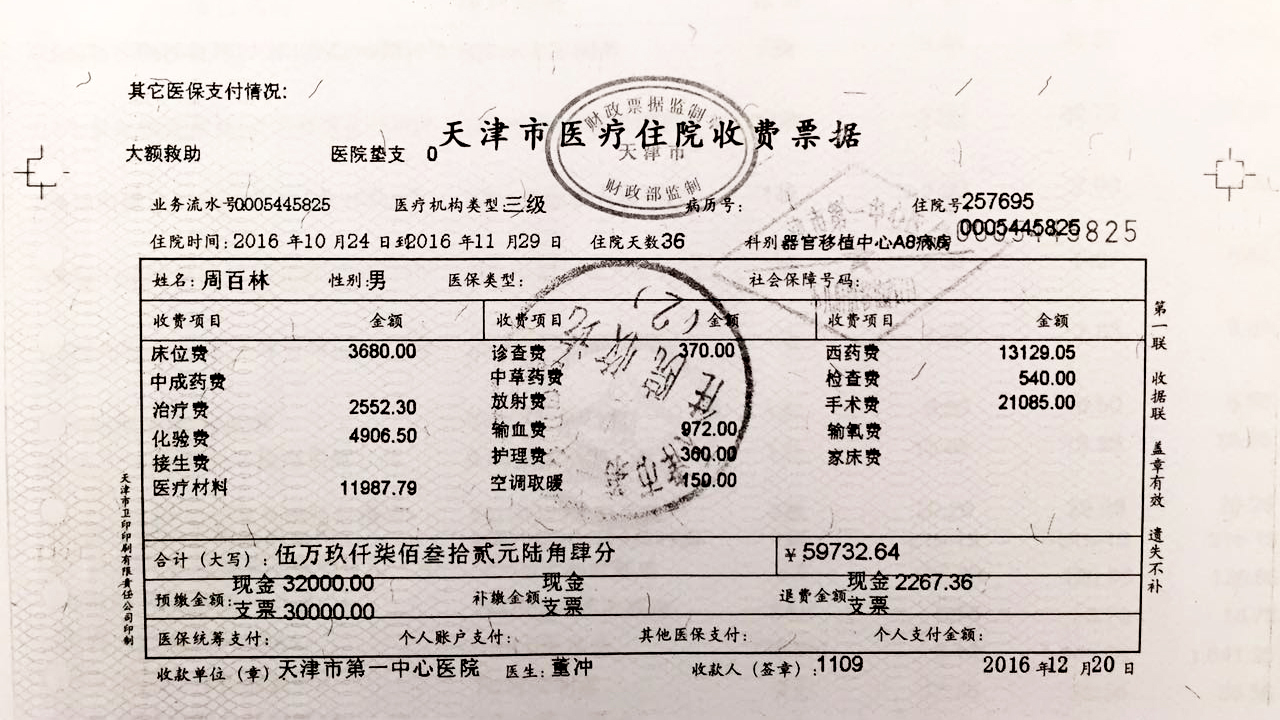 其它医保支付情况:
财政票据监制
天津市医疗住院收费票据
天津市
财政部监制
大额救助 医院垫支 0
业务流水号0005445825 医疗机构类型:三级 病历号: 住院号257695
0005445825
0005445825
住院时间:2016 年10 月24 日到2016 年11 月29 日 住院天数36 科别器官移植中心A8病房
姓名:周百林 性别:男 医保类型: 社会保障号码:
收费项目 金额 收费项目 金额 收费项目 金额
床位费 3680.00 诊查费 370.00 西药费 13129.05
中成药费 中草药费 检查费 540.00
治疗费 2552.30 放射费 手术费 21085.00
化验费 4906.50 输血费 972.00 输氧费
接生费 护理费 360.00 家床费
医疗材料 11987.79 空调取暖 150.00
合计（大写）: 伍万玖仟柒佰叁拾贰元陆角肆分 ¥59732.64
预缴金额:现金 32000.00 补缴金额现金 退费金额现金 2267.36
支票 30000.00 支票 支票
医保统筹支付: 个人账户支付: 其他医保支付: 个人支付金额:
收款单位（章）天津市第一中心医院 医生:董冲 收款人（签章）:1109 2016 年12 月20 日
第一联 收据联 盖章有效 遗失不补
天津市卫印印刷有限责任公司印制
住院收费
(2)